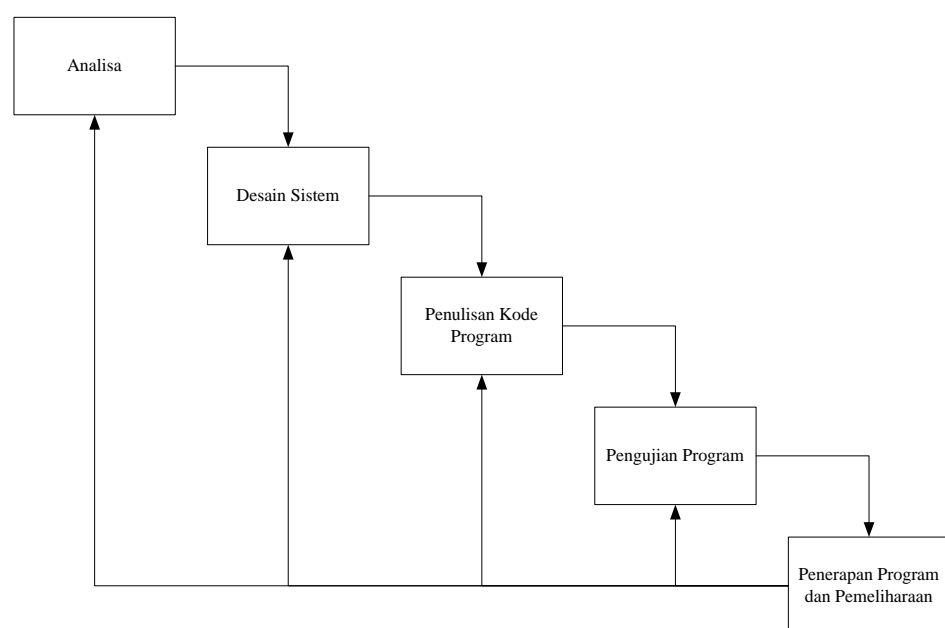 Analisa
Desain Sistem
Penulisan Kode
Program
Pengujian Program
Penerapan Program
dan Pemeliharaan